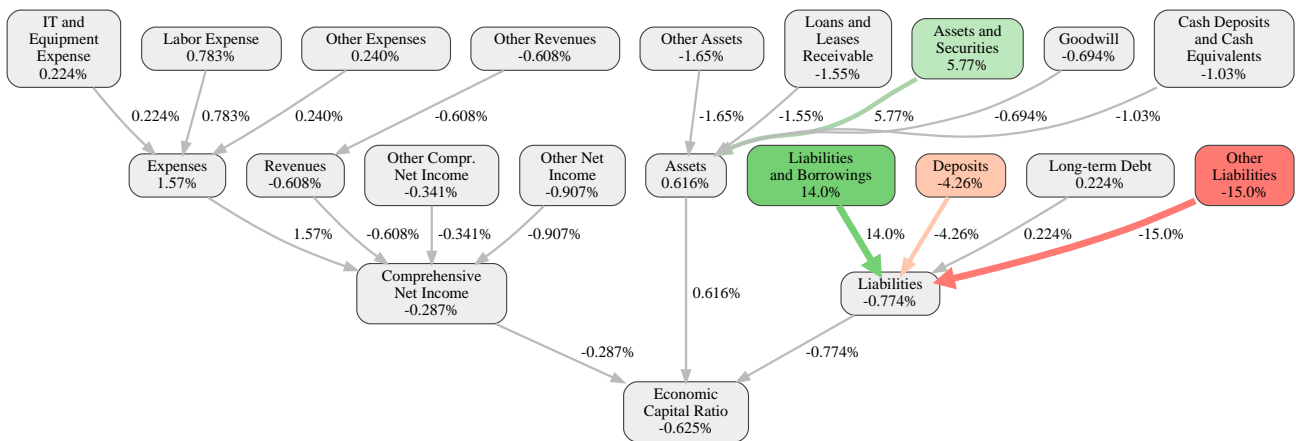 IT and
Equipment
Expense
0.224%
Labor Expense
0.783%
Other Expenses
0.240%
Other Revenues
-0.608%
Other Assets
-1.65%
Loans and
Leases
Receivable
-1.55%
Assets and
Securities
5.77%
Goodwill
-0.694%
Cash Deposits
and Cash
Equivalents
-1.03%
0.224%
0.783%
0.240%
-0.608%
-1.65%
-1.55%
5.77%
-0.694%
-1.03%
Expenses
1.57%
Revenues
-0.608%
Other Compr.
Net Income
-0.341%
Other Net
Income
-0.907%
Assets
0.616%
Liabilities
and Borrowings
14.0%
Deposits
-4.26%
Long-term Debt
0.224%
Other
Liabilities
-15.0%
1.57%
-0.608%
-0.341%
-0.907%
14.0%
-4.26%
0.224%
-15.0%
Comprehensive
Net Income
-0.287%
0.616%
Liabilities
-0.774%
-0.287%
-0.774%
Economic
Capital Ratio
-0.625%